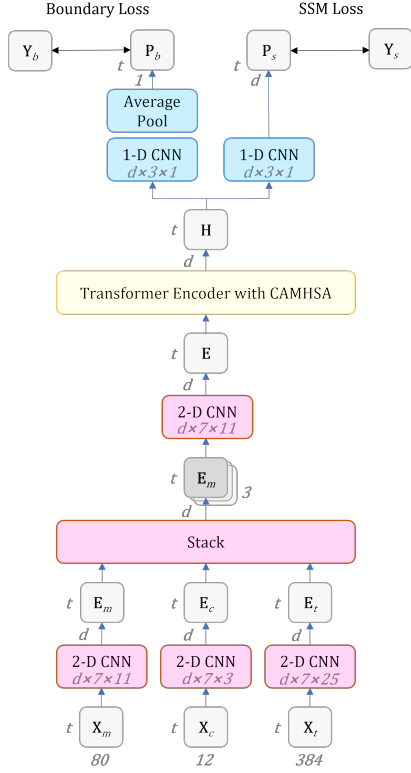 Boundary Loss SSM Loss
Y_b P_b P_s Y_s
t t
1 d
Average
Pool
1-D CNN 1-D CNN
d×3×1 d×3×1
t H
d
Transformer Encoder with CAMHSA
t E
d
2-D CNN
d×7×11
t E_m
3
d
Stack
t E_m t E_c t E_t
d d d
2-D CNN 2-D CNN 2-D CNN
d×7×11 d×7×3 d×7×25
t X_m t X_c t X_t
80 12 384